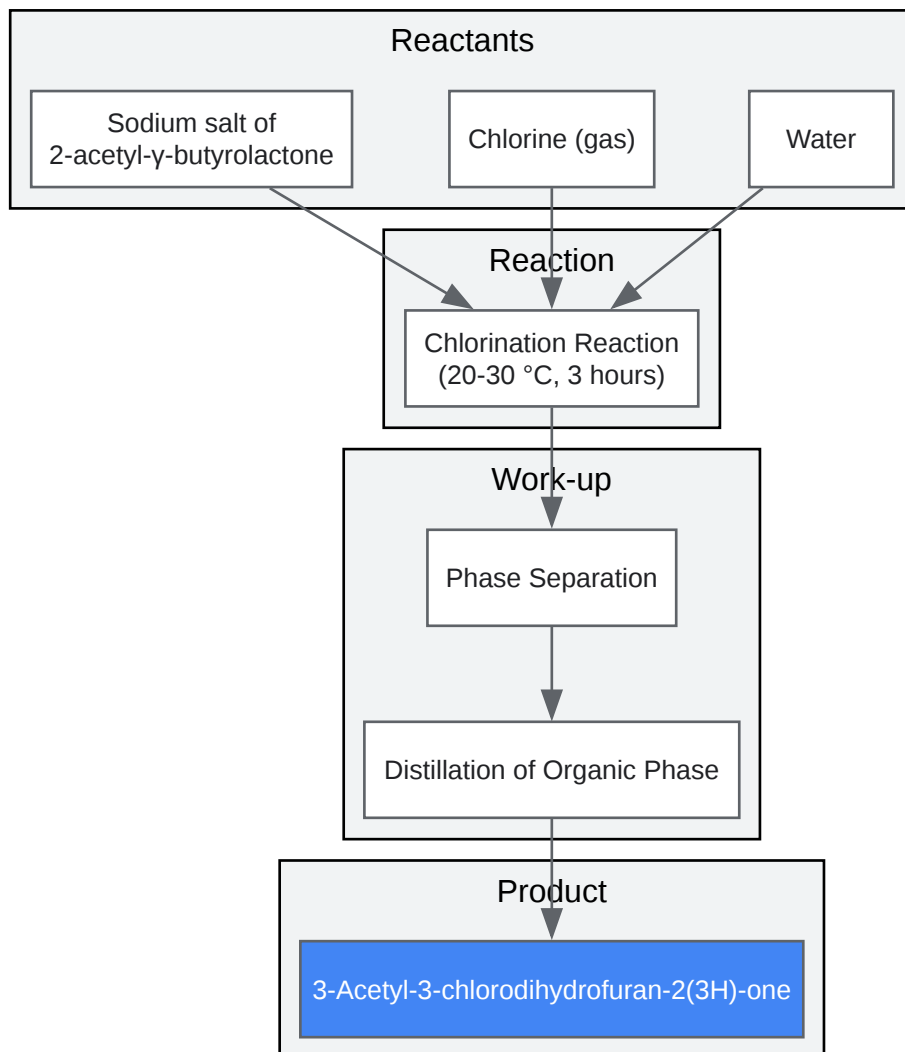 Reactants
Sodium salt of
2-acetyl-γ-butyrolactone
Chlorine (gas)
Water
Reaction
Chlorination Reaction
(20-30 °C, 3 hours)
Work-up
Phase Separation
Distillation of Organic Phase
Product
3-Acetyl-3-chlorodihydrofuran-2(3H)-one